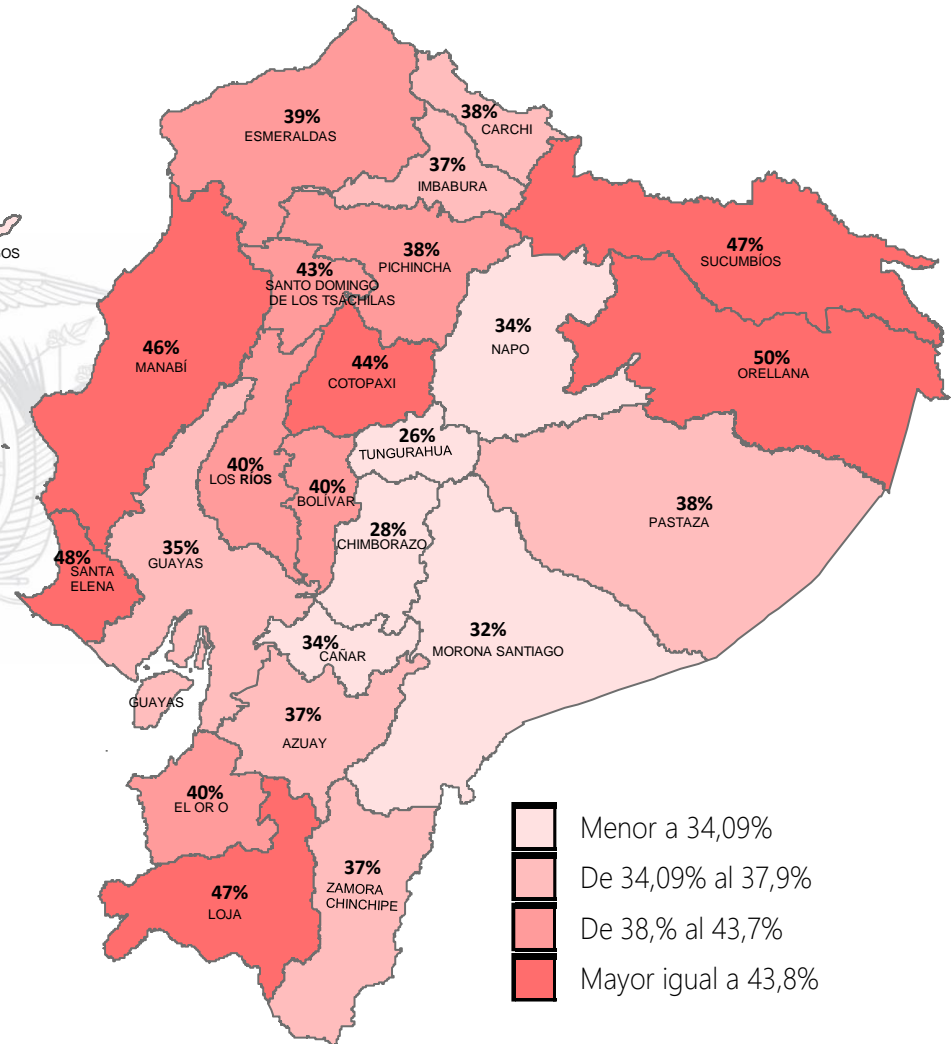 38%
CARCHI
39%
ESMERALDAS
37%
IMBABURA
47%
SUCUMBÍOS
OS
38%
PICHINCHA
43%
SANTO DOMINGO
DE LOS TSACHILAS
34%
NAPO
46%
MANABÍ
44%
COTOPAXI
50%
ORELLANA
26%
TUNGURAHUA
40%
LOS RÍOS
40%
BOLÍVAR
38%
PASTAZA
28%
CHIMBORAZO
35%
GUAYAS
48%
SANTA
ELENA
32%
MORONA SANTIAGO
34%
CAÑAR
GUAYAS
37%
AZUAY
40%
EL OR O
37%
ZAMORA
CHINCHIPE
47%
LOJA
Menor a 34,09%
De 34,09% al 37,9%
De 38,% al 43,7%
Mayor igual a 43,8%